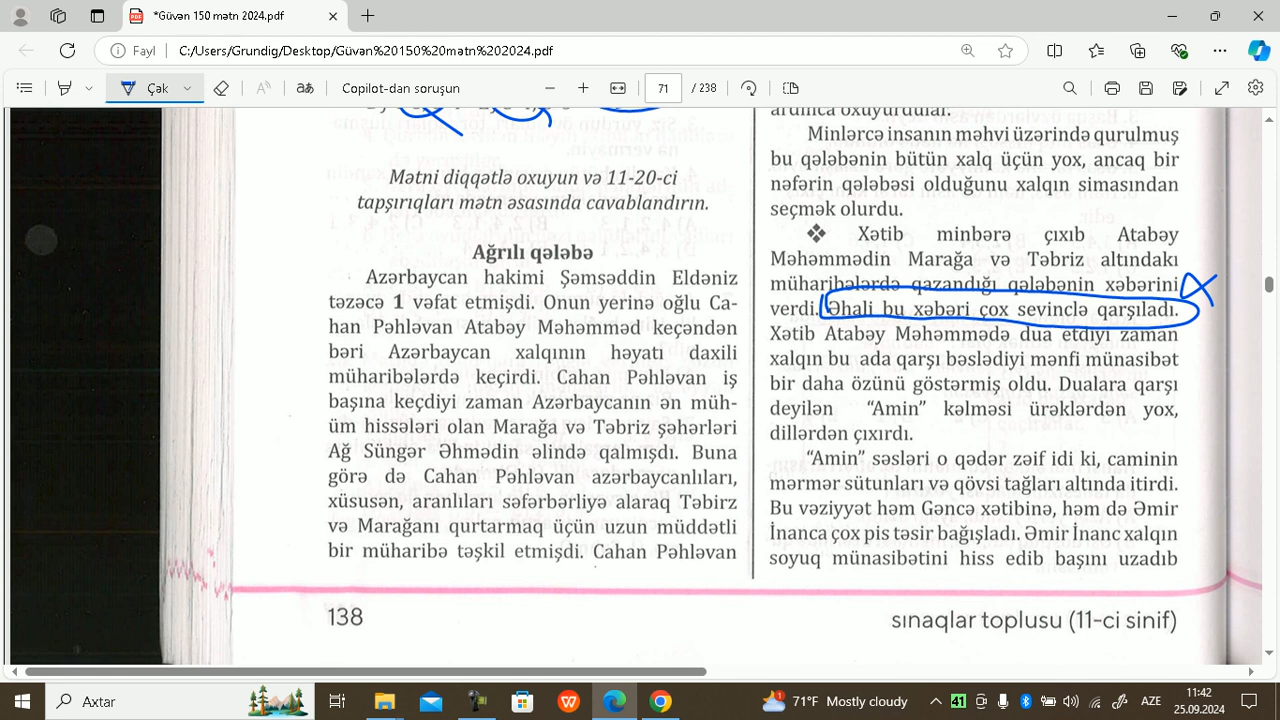 *Güvən 150 mətn 2024.pdf
Fayl
C:/Users/Grundig/Desktop/Güvən%20150%20mətn%202024.pdf
Çək
Copilot-dan soruşun
71
/ 238
Mətni diqqətlə oxuyun və 11-20-ci
tapşırıqları mətn əsasında cavablandırın.
Ağrılı qələbə
Azərbaycan hakimi Şəmsəddin Eldəniz
təzəcə 1 vəfat etmişdi. Onun yerinə oğlu Ca-
han Pəhləvan Atabəy Məhəmməd keçəndən
bəri Azərbaycan xalqının həyati daxili
müharibələrdə keçirdi. Cahan Pəhləvan iş
başına keçdiyi zaman Azərbaycanın ən müh-
üm hissələri olan Marağa və Təbriz şəhərləri
Ağ Süngər Əhmədin əlində qalmışdı. Buna
görə də Cahan Pəhləvan azərbaycanlıları,
xüsusən, aranlıları səfərbərliyə alaraq Təbirz
və Marağanı qurtarmaq üçün uzun müddətli
bir müharibə təşkil etmişdi. Cahan Pəhləvan
138
ardınca oxuyurdular.
Minlərcə insanın məhvi üzərində qurulmuş
bu qələbənin bütün xalq üçün yox, ancaq bir
nəfərin qələbəsi olduğunu xalqın simasından
seçmək olurdu.
❖ Xətib minbərə çıxıb Atabəy
Məhəmmədin Marağa və Təbriz altındakı
müharibələrdə qazandığı qələbənin xəbərini
verdi. Əhali bu xəbəri çox sevinclə qarşıladı.
Xətib Atabəy Məhəmmədə dua etdiyi zaman
xalqın bu ada qarşı bəslədiyi mənfi münasibət
bir daha özünü göstərmiş oldu. Dualara qarşı
deyilən “Amin” kəlməsi ürəklərdən yox,
dillərdən çıxırdı.
“Amin” səsləri o qədər zəif idi ki, caminin
mərmər sütunları və qövsi tağları altında itirdi.
Bu vəziyyət həm Gəncə xətibinə, həm də Əmir
İnanca çox pis təsir bağışladı. Əmir İnanc xalqın
soyuq münasibətini hiss edib başını uzadıb
sınaqlar toplusu (11-ci sinif)
Axtar
71°F Mostly cloudy
41
AZE
11:42
25.09.2024